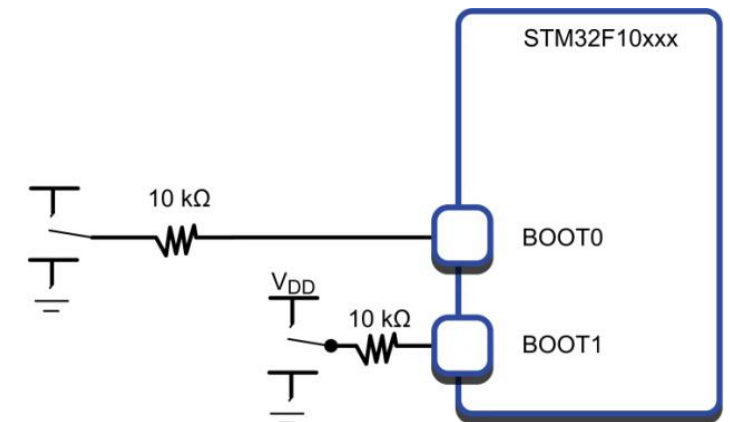 STM32F10xxx
10 kΩ
BOOT0
VDD
10 kΩ
BOOT1